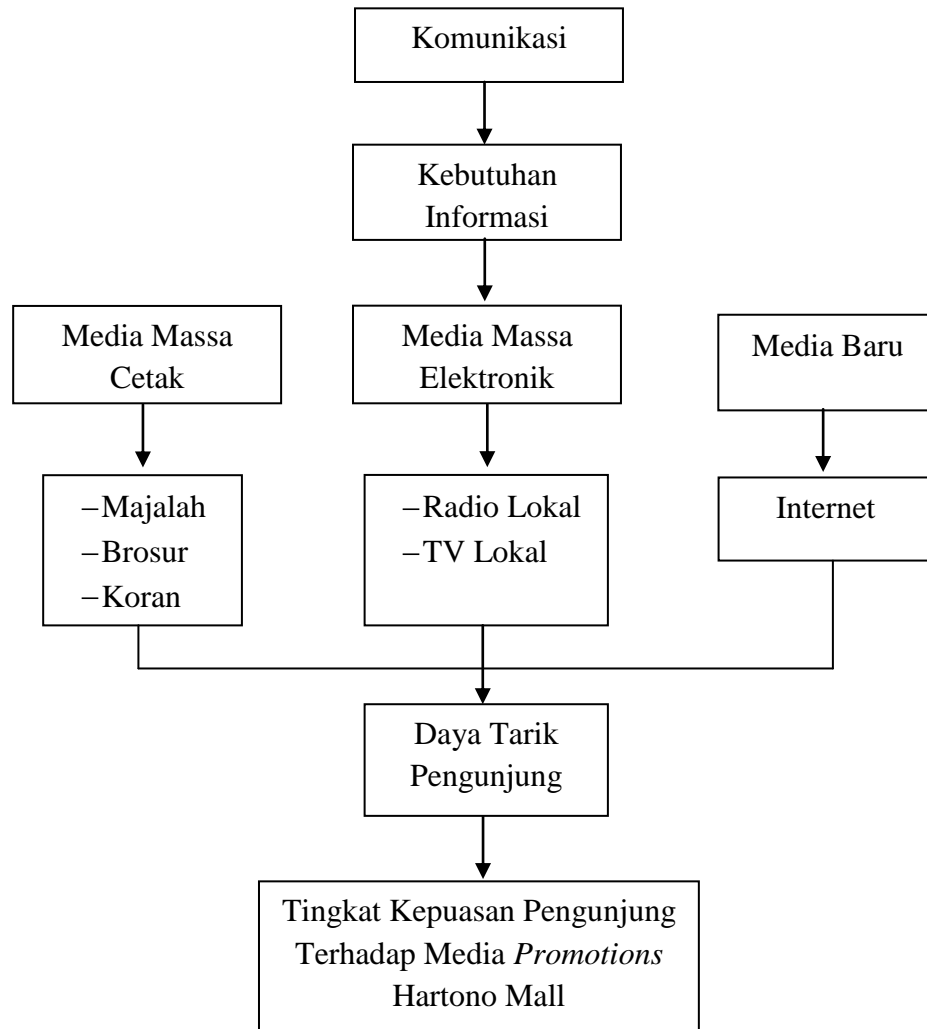 Komunikasi
Kebutuhan
Informasi
Media Massa
Cetak
Media Massa
Elektronik
Media Baru
–Majalah
–Brosur
–Koran
–Radio Lokal
–TV Lokal
Internet
Daya Tarik
Pengunjung
Tingkat Kepuasan Pengunjung
Terhadap Media Promotions
Hartono Mall